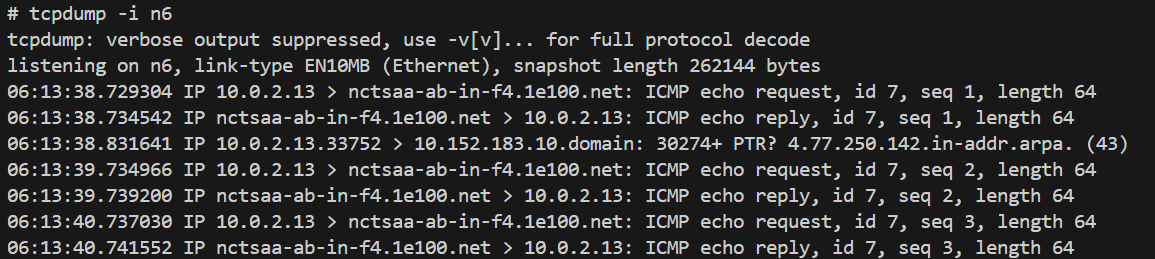 # tcpdump -i n6
tcpdump: verbose output suppressed, use -v[v]... for full protocol decode
listening on n6, link-type EN10MB (Ethernet), snapshot length 262144 bytes
06:13:38.729304 IP 10.0.2.13 > nctsaa-ab-in-f4.1e100.net: ICMP echo request, id 7, seq 1, length 64
06:13:38.734542 IP nctsaa-ab-in-f4.1e100.net > 10.0.2.13: ICMP echo reply, id 7, seq 1, length 64
06:13:38.831641 IP 10.0.2.13.33752 > 10.152.183.10.domain: 30274+ PTR? 4.77.250.142.in-addr.arpa. (43)
06:13:39.734966 IP 10.0.2.13 > nctsaa-ab-in-f4.1e100.net: ICMP echo request, id 7, seq 2, length 64
06:13:39.739200 IP nctsaa-ab-in-f4.1e100.net > 10.0.2.13: ICMP echo reply, id 7, seq 2, length 64
06:13:40.737030 IP 10.0.2.13 > nctsaa-ab-in-f4.1e100.net: ICMP echo request, id 7, seq 3, length 64
06:13:40.741552 IP nctsaa-ab-in-f4.1e100.net > 10.0.2.13: ICMP echo reply, id 7, seq 3, length 64